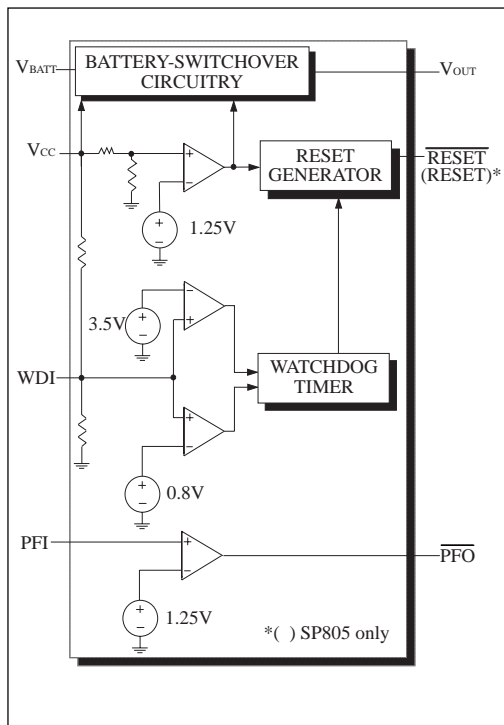 VBATT
BATTERY-SWITCHOVER
CIRCUITRY
VOUT
VCC
+
−
1.25V
+
−
RESET
GENERATOR
RESET
(RESET)*
3.5V
+
−
−
+
WDI
WATCHDOG
TIMER
+
−
0.8V
+
−
PFI
+
−
PFO
1.25V
+
−
*( ) SP805 only